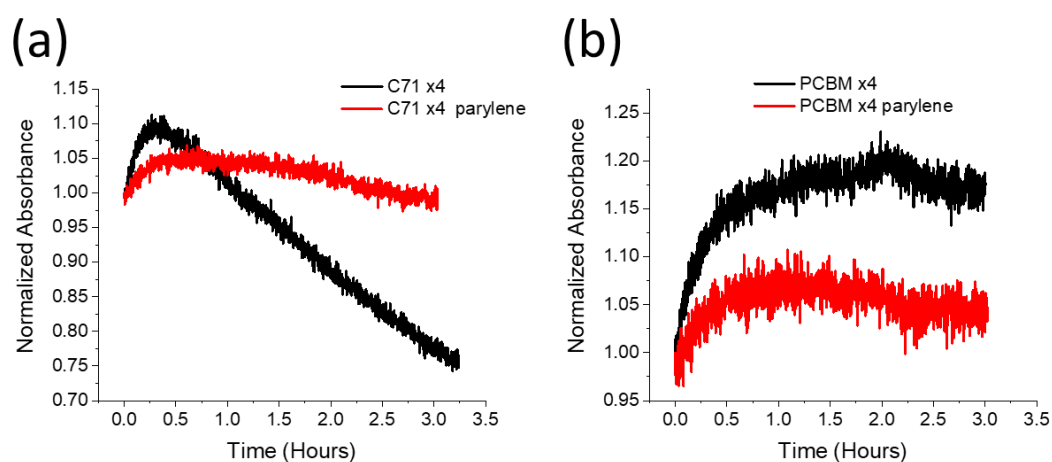 (a)
C71 x4
C71 x4 parylene
1.15
1.10
1.05
1.00
0.95
0.90
0.85
0.80
0.75
0.70
Normalized Absorbance
0.0 0.5 1.0 1.5 2.0 2.5 3.0 3.5
Time (Hours)
(b)
PCBM x4
PCBM x4 parylene
1.25
1.20
1.15
1.10
1.05
1.00
0.95
Normalized Absorbance
0.0 0.5 1.0 1.5 2.0 2.5 3.0 3.5
Time (Hours)